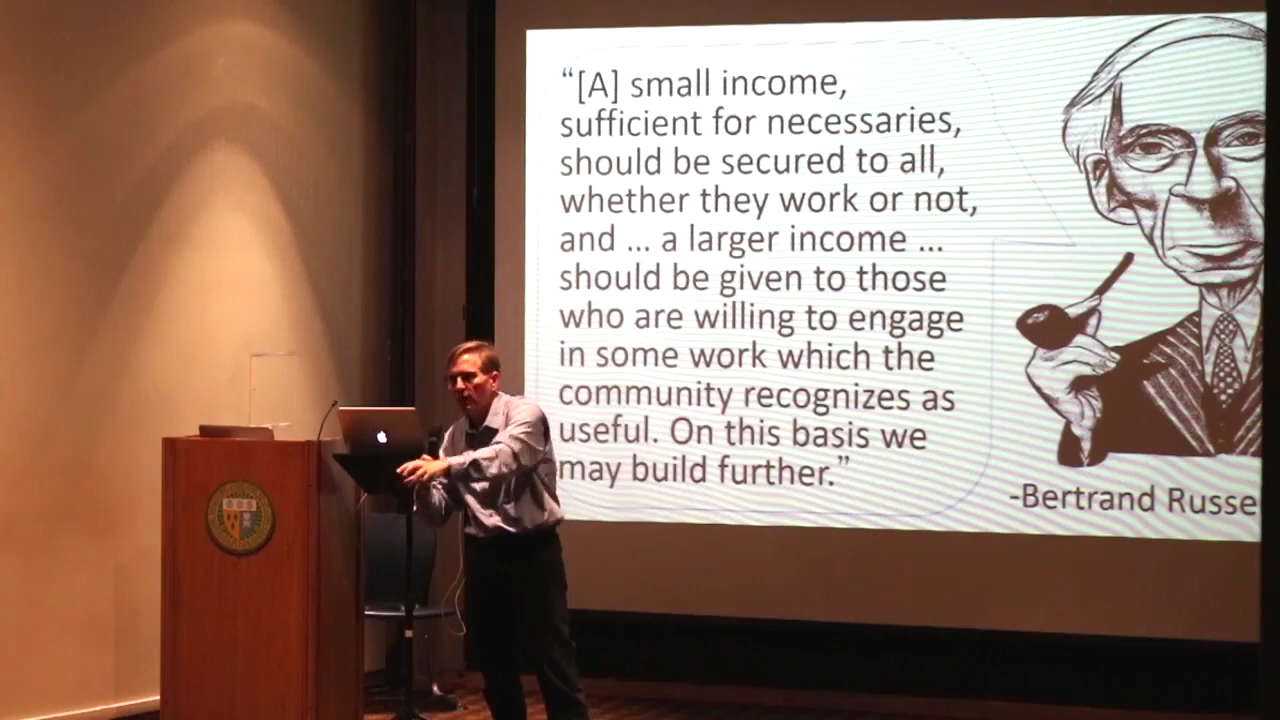 “[A] small income,
sufficient for necessaries,
should be secured to all,
whether they work or not,
and ... a larger income ...
should be given to those
who are willing to engage
in some work which the
community recognizes as
useful. On this basis we
may build further.”
-Bertrand Russe